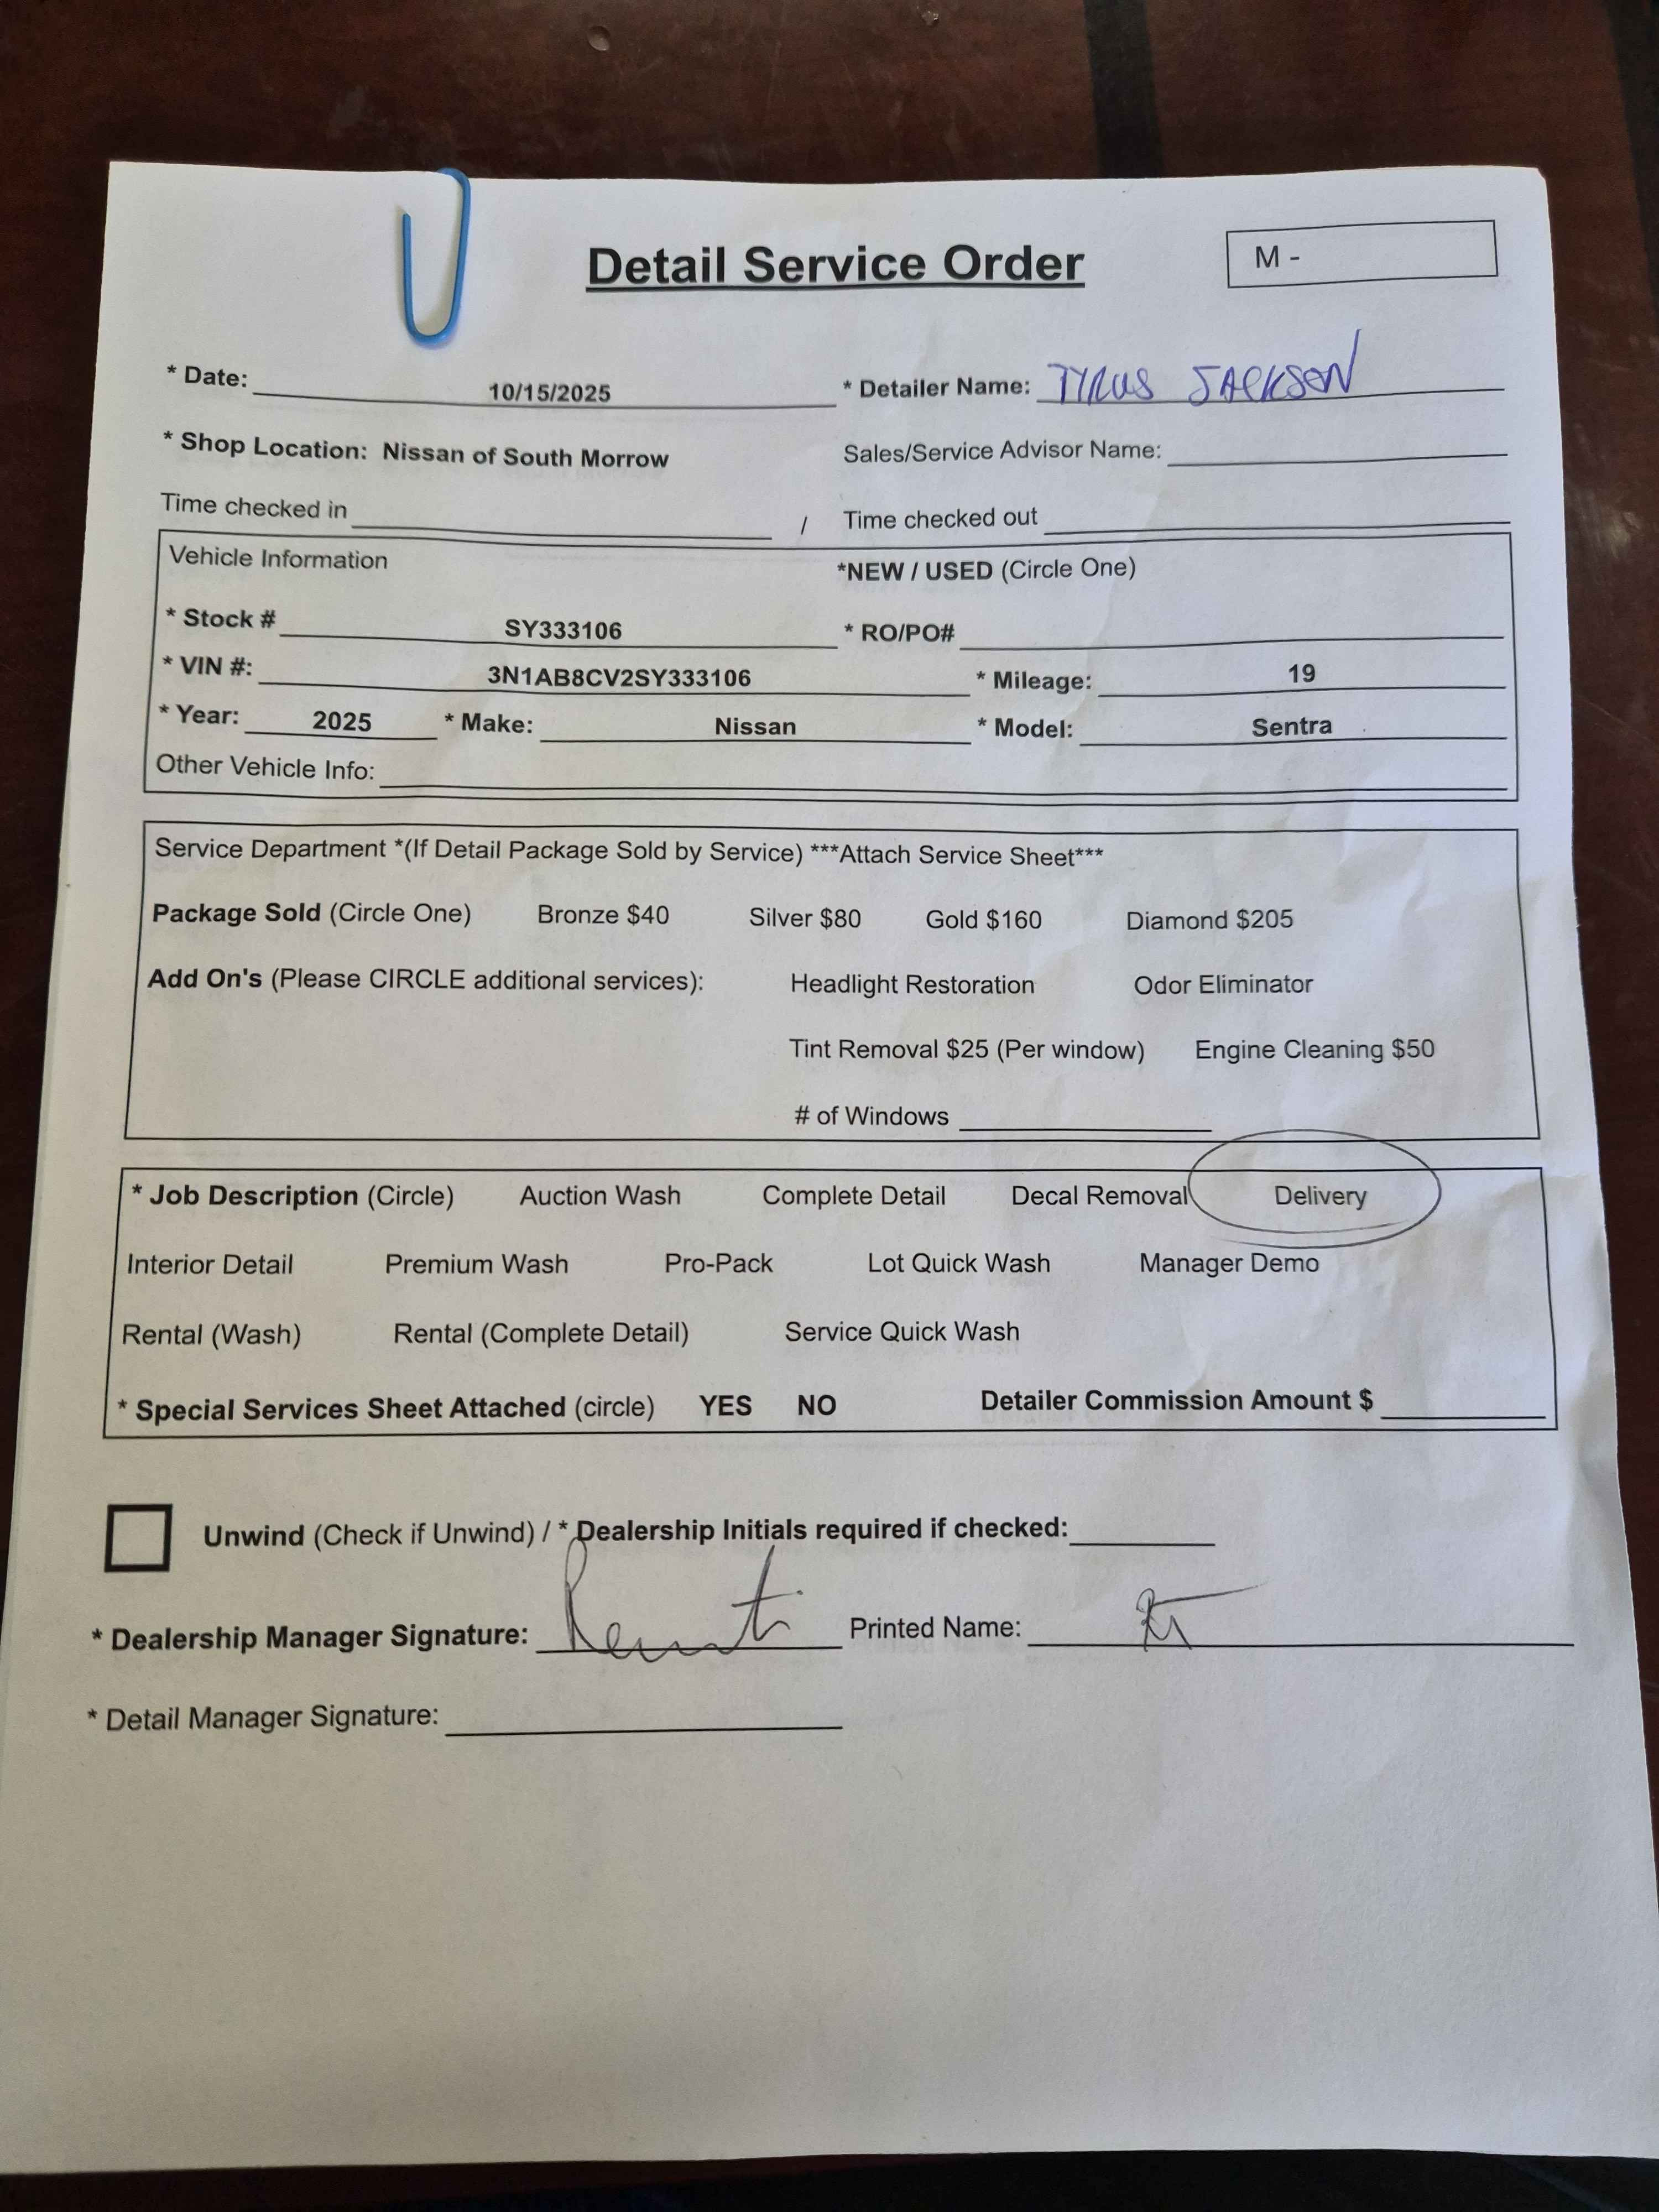 Detail Service Order
M -
* Date: 10/15/2025 * Detailer Name: TYRUS JACKSON
* Shop Location: Nissan of South Morrow Sales/Service Advisor Name:
Time checked in / Time checked out
Vehicle Information *NEW / USED (Circle One)
* Stock # SY333106 * RO/PO#
* VIN #: 3N1AB8CV2SY333106 * Mileage: 19
* Year: 2025 * Make: Nissan * Model: Sentra
Other Vehicle Info:
Service Department *(If Detail Package Sold by Service) ***Attach Service Sheet***
Package Sold (Circle One) Bronze $40 Silver $80 Gold $160 Diamond $205
Add On's (Please CIRCLE additional services): Headlight Restoration Odor Eliminator
Tint Removal $25 (Per window) Engine Cleaning $50
# of Windows
* Job Description (Circle) Auction Wash Complete Detail Decal Removal Delivery
Interior Detail Premium Wash Pro-Pack Lot Quick Wash Manager Demo
Rental (Wash) Rental (Complete Detail) Service Quick Wash
* Special Services Sheet Attached (circle) YES NO Detailer Commission Amount $
Unwind (Check if Unwind) / * Dealership Initials required if checked:
* Dealership Manager Signature: Printed Name:
* Detail Manager Signature: